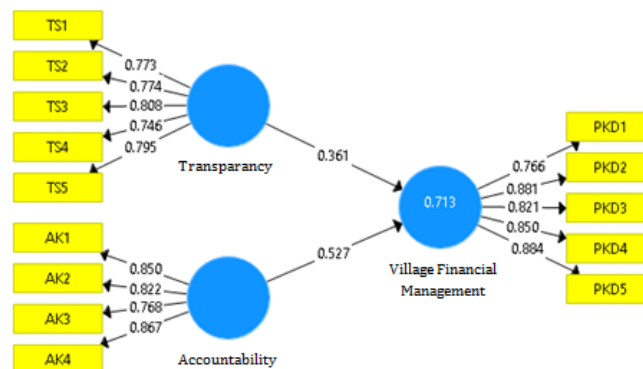 TS1
TS2
TS3
TS4
TS5
0.773
0.774
0.808
0.746
0.795
Transparancy
0.361
AK1
AK2
AK3
AK4
0.850
0.822
0.768
0.867
Accountability
0.527
0.713
Village Financial
Management
0.766
0.881
0.821
0.850
0.884
PKD1
PKD2
PKD3
PKD4
PKD5